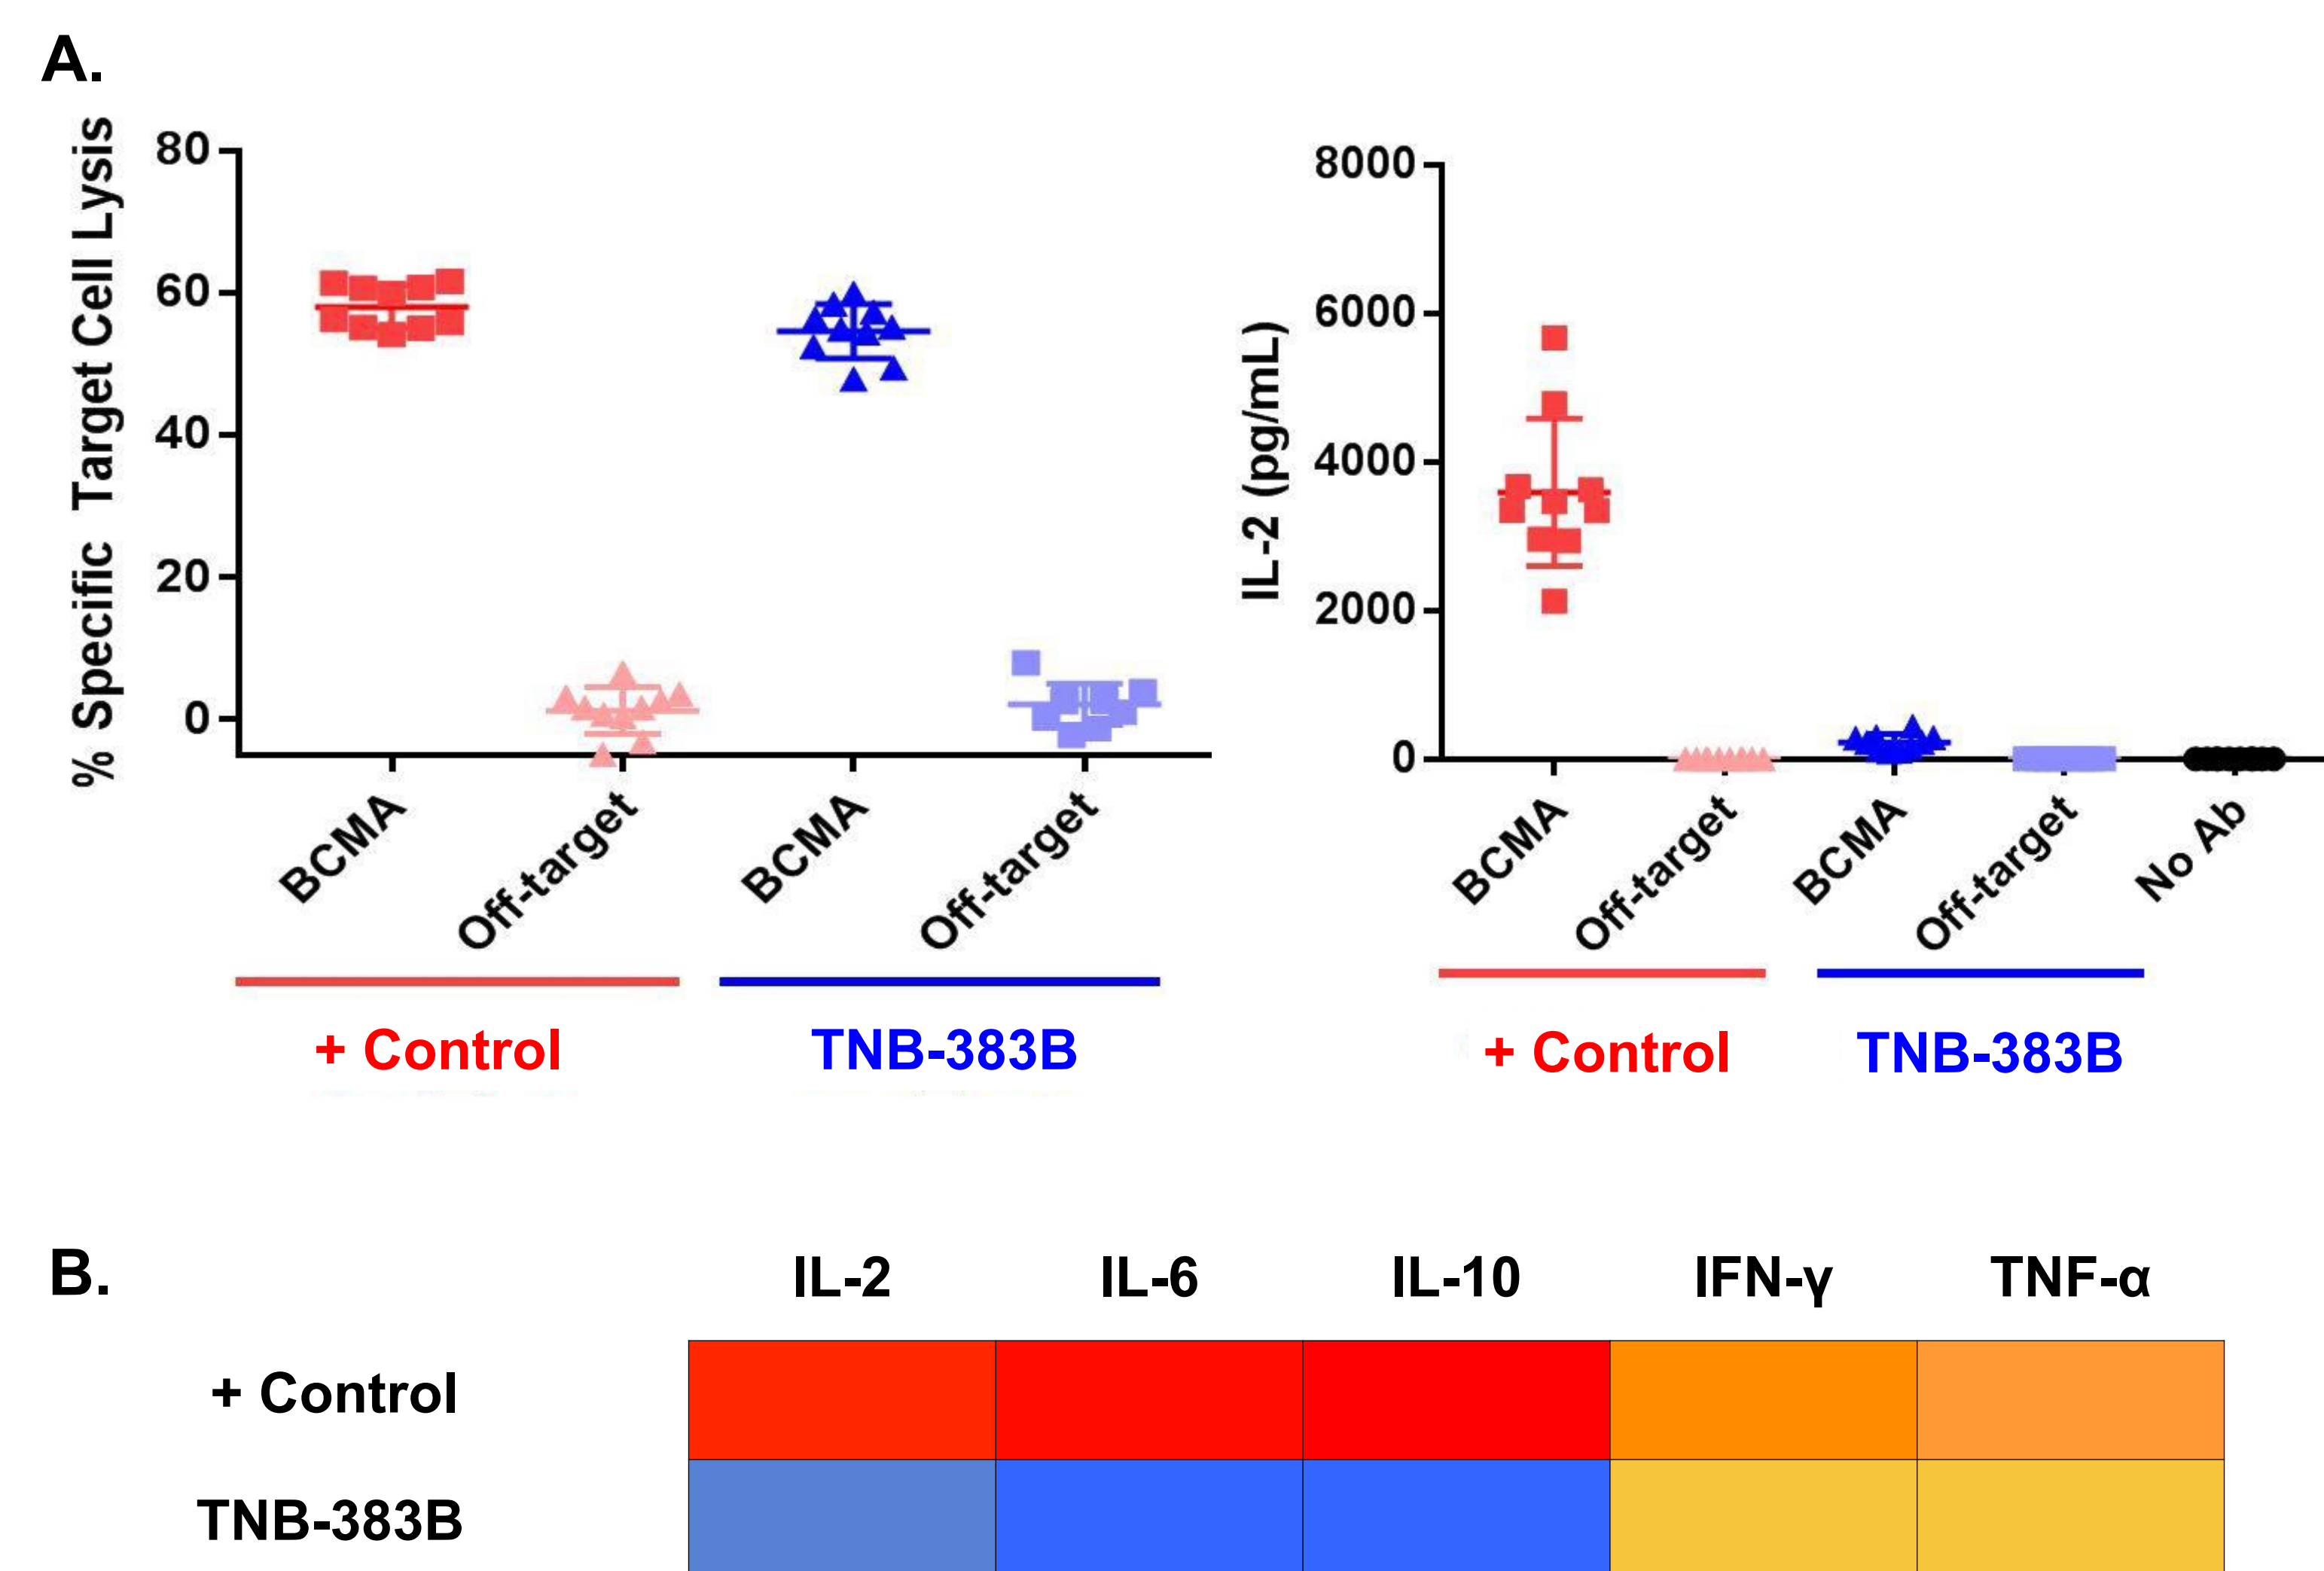 A.
% Specific Target Cell Lysis
80
60
40
20
0
BCMA
Off-target
BCMA
Off-target
+ Control
TNB-383B
IL-2 (pg/mL)
8000
6000
4000
2000
0
BCMA
Off-target
BCMA
Off-target
No Ab
+ Control
TNB-383B
B.
IL-2 IL-6 IL-10 IFN-γ TNF-α
+ Control
TNB-383B